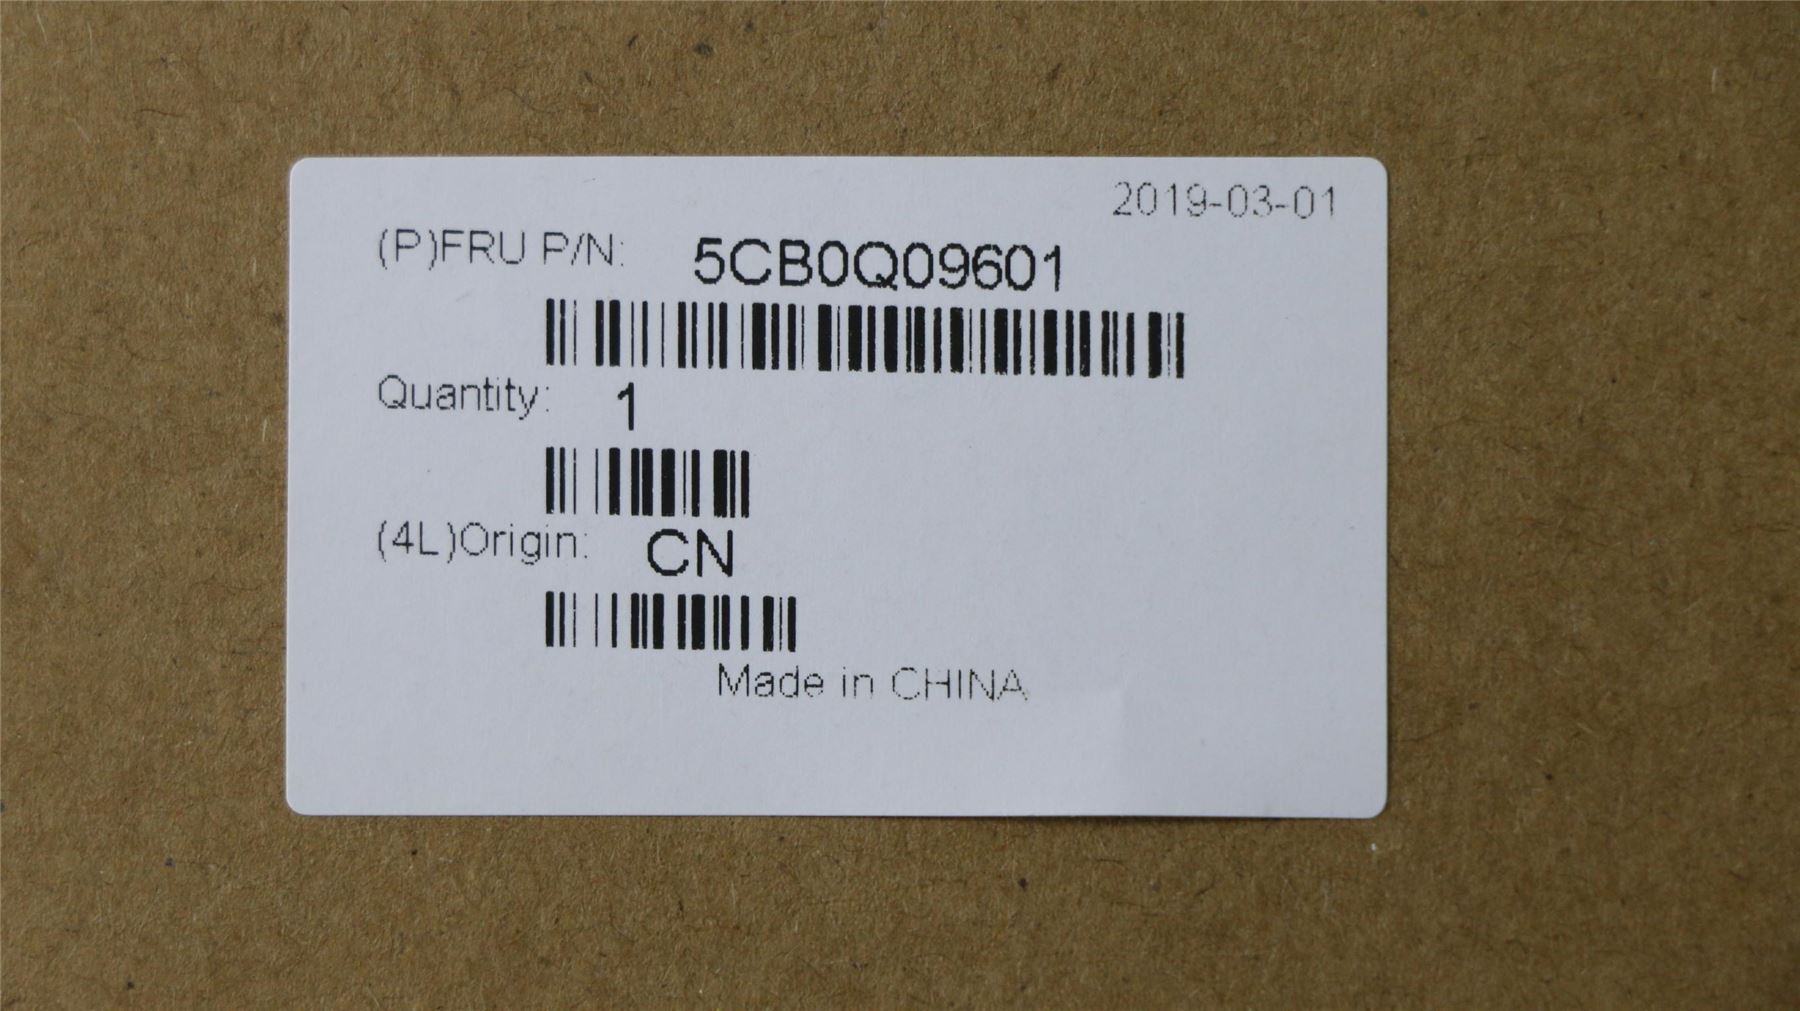 2019-03-01
(P)FRU P/N: 5CB0Q09601
Quantity: 1
(4L)Origin: CN
Made in CHINA